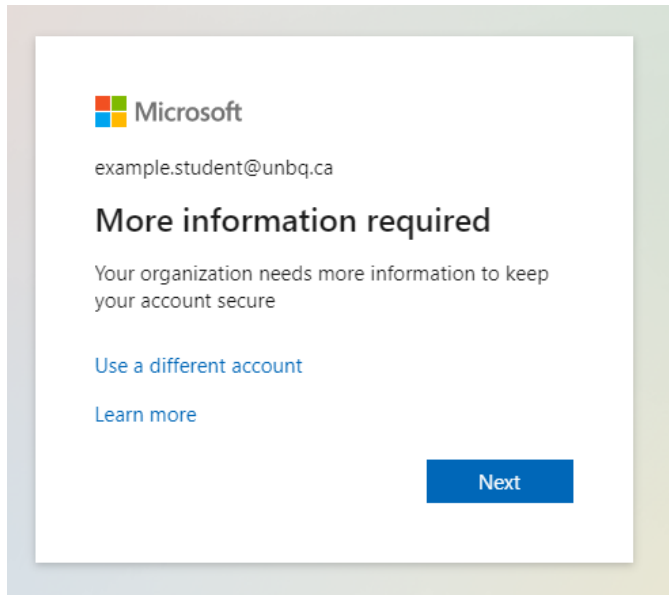 Microsoft
example.student@unbq.ca
More information required
Your organization needs more information to keep
your account secure
Use a different account
Learn more
Next